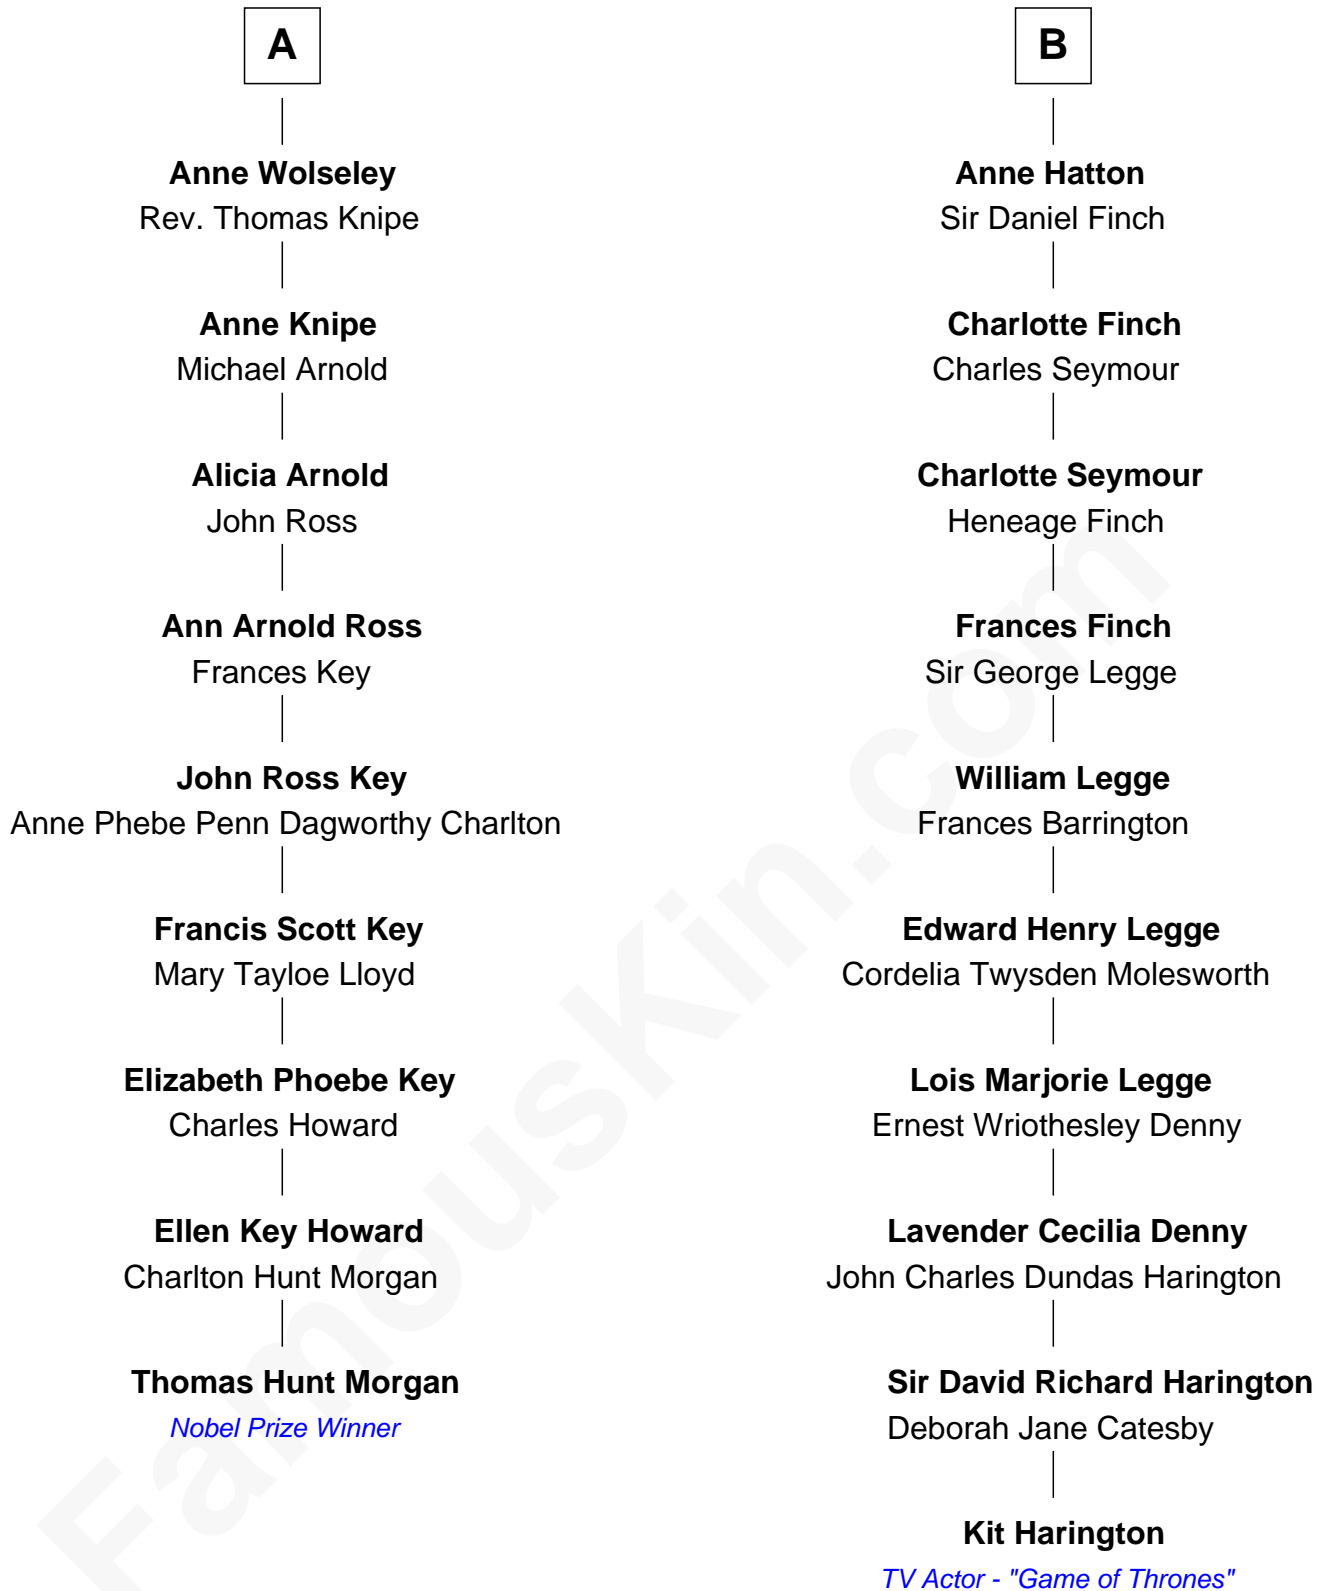 A
Anne Wolseley
Rev. Thomas Knipe
Anne Knipe
Michael Arnold
Alicia Arnold
John Ross
Ann Arnold Ross
Frances Key
John Ross Key
Anne Phebe Penn Dagworthy Charlton
Francis Scott Key
Mary Tayloe Lloyd
Elizabeth Phoebe Key
Charles Howard
Ellen Key Howard
Charlton Hunt Morgan
Thomas Hunt Morgan
Nobel Prize Winner
B
Anne Hatton
Sir Daniel Finch
Charlotte Finch
Charles Seymour
Charlotte Seymour
Heneage Finch
Frances Finch
Sir George Legge
William Legge
Frances Barrington
Edward Henry Legge
Cordelia Twysden Molesworth
Lois Marjorie Legge
Ernest Wriothesley Denny
Lavender Cecilia Denny
John Charles Dundas Harington
Sir David Richard Harington
Deborah Jane Catesby
Kit Harington
TV Actor - "Game of Thrones"
FamousKin.com